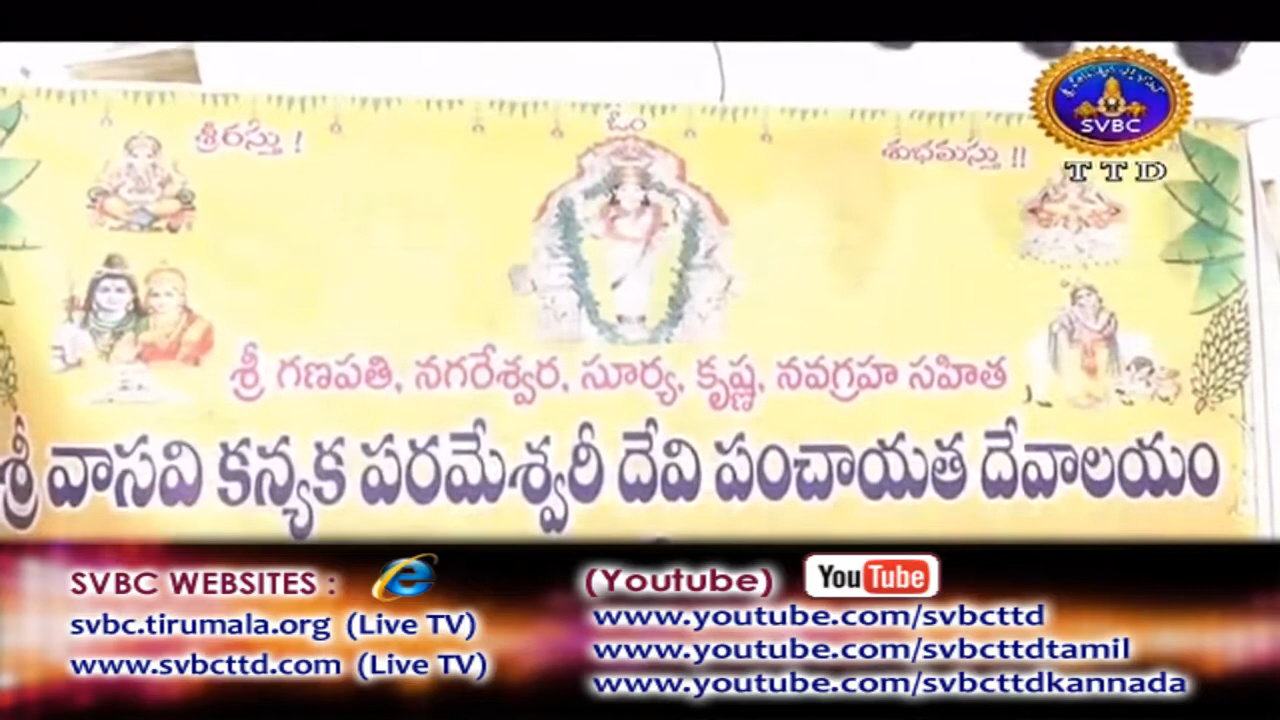 ఓం
శ్రీరస్తు !
శుభమస్తు !!
SVBC
TTD
శ్రీ గణపతి, నగరేశ్వర, సూర్య, కృష్ణ, నవగ్రహ సహిత
శ్రీ వాసవి కన్యక పరమేశ్వరీ దేవి పంచాయత దేవాలయం
SVBC WEBSITES :
svbc.tirumala.org (Live TV)
www.svbcttd.com (Live TV)
(Youtube) YouTube
www.youtube.com/svbcttd
www.youtube.com/svbcttdtamil
www.youtube.com/svbcttdkannada